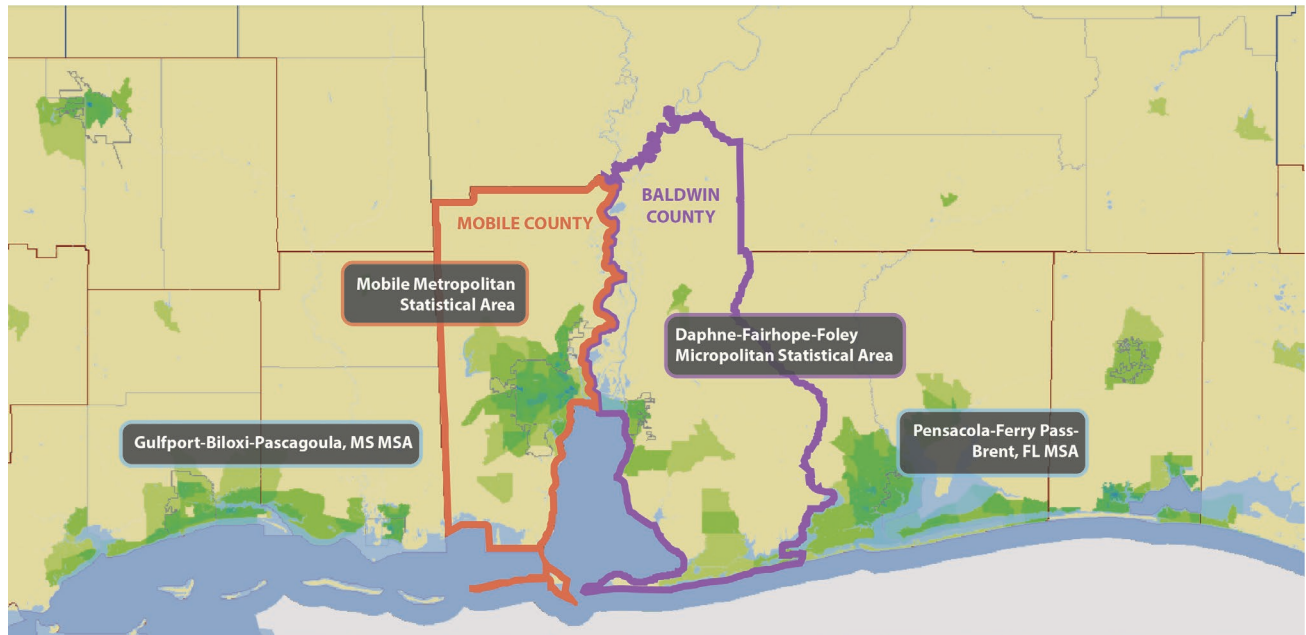 BALDWIN
COUNTY
MOBILE COUNTY
Mobile Metropolitan
Statistical Area
Daphne-Fairhope-Foley
Micropolitan Statistical Area
Gulfport-Biloxi-Pascagoula, MS MSA
Pensacola-Ferry Pass-
Brent, FL MSA